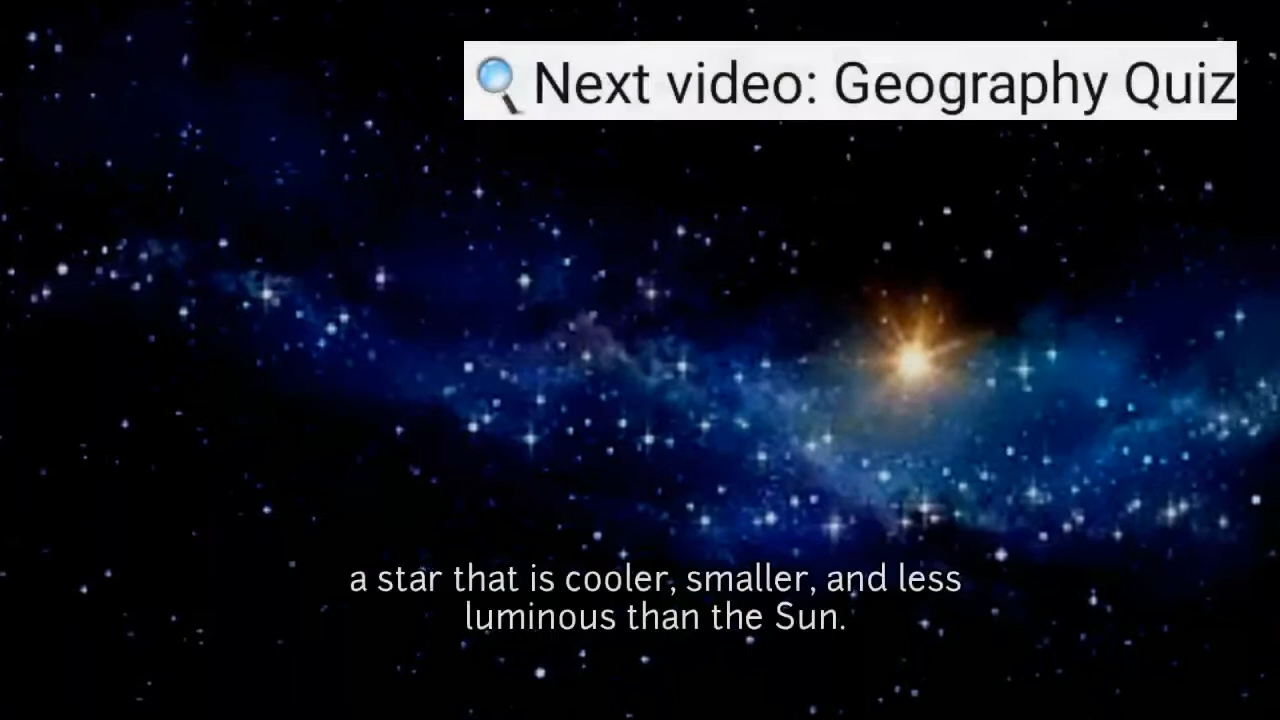 🔍Next video: Geography Quiz
a star that is cooler, smaller, and less
luminous than the Sun.